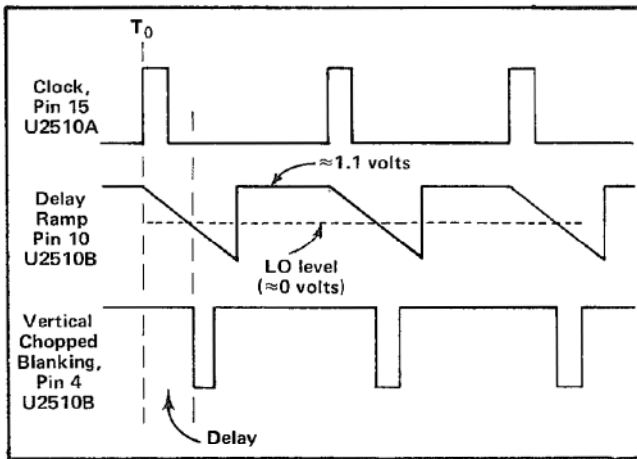 T0
Clock,
Pin 15
U2510A
≈1.1 volts
Delay
Ramp
Pin 10
U2510B
LO level
(≈0 volts)
Vertical
Chopped
Blanking,
Pin 4
U2510B
Delay